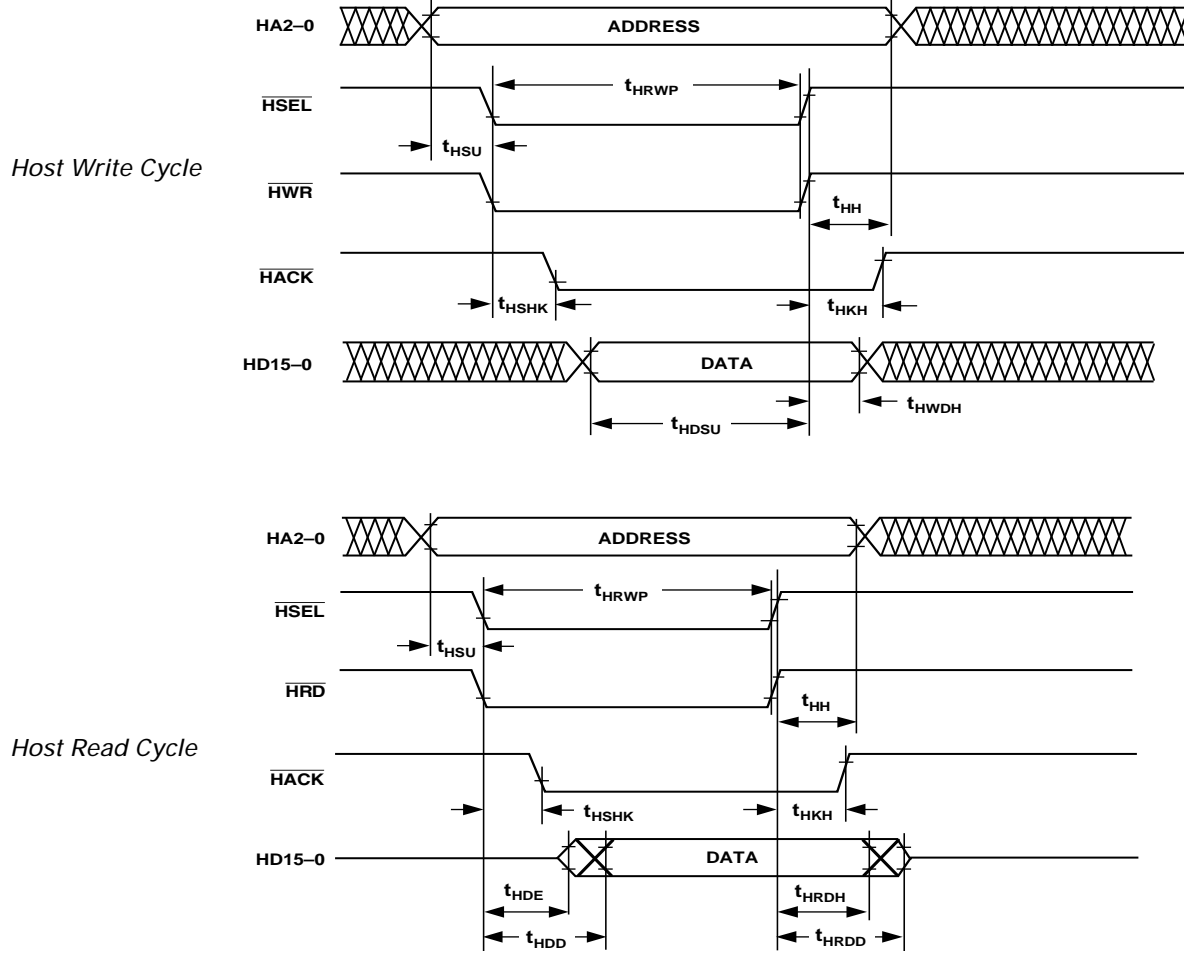 HA2–0
ADDRESS
tHRWP
HSEL
tHSU
Host Write Cycle
HWR
tHH
HACK
tHSHK
tHKH
HD15–0
DATA
tHWDH
tHDSU
HA2–0
ADDRESS
tHRWP
HSEL
tHSU
HRD
tHH
Host Read Cycle
HACK
tHSHK
tHKH
HD15–0
DATA
tHDE
tHRDH
tHDD
tHRDD